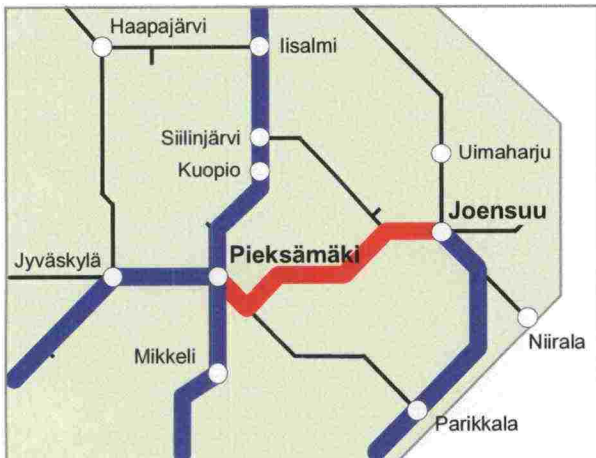 Haapajärvi
Iisalmi
Siilinjärvi
Uimaharju
Kuopio
Joensuu
Jyväskylä
Pieksämäki
Niirala
Mikkeli
Parikkala